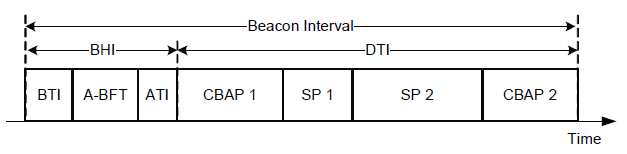 Beacon Interval
BHI DTI
BTI A-BFT ATI CBAP 1 SP 1 SP 2 CBAP 2
Time